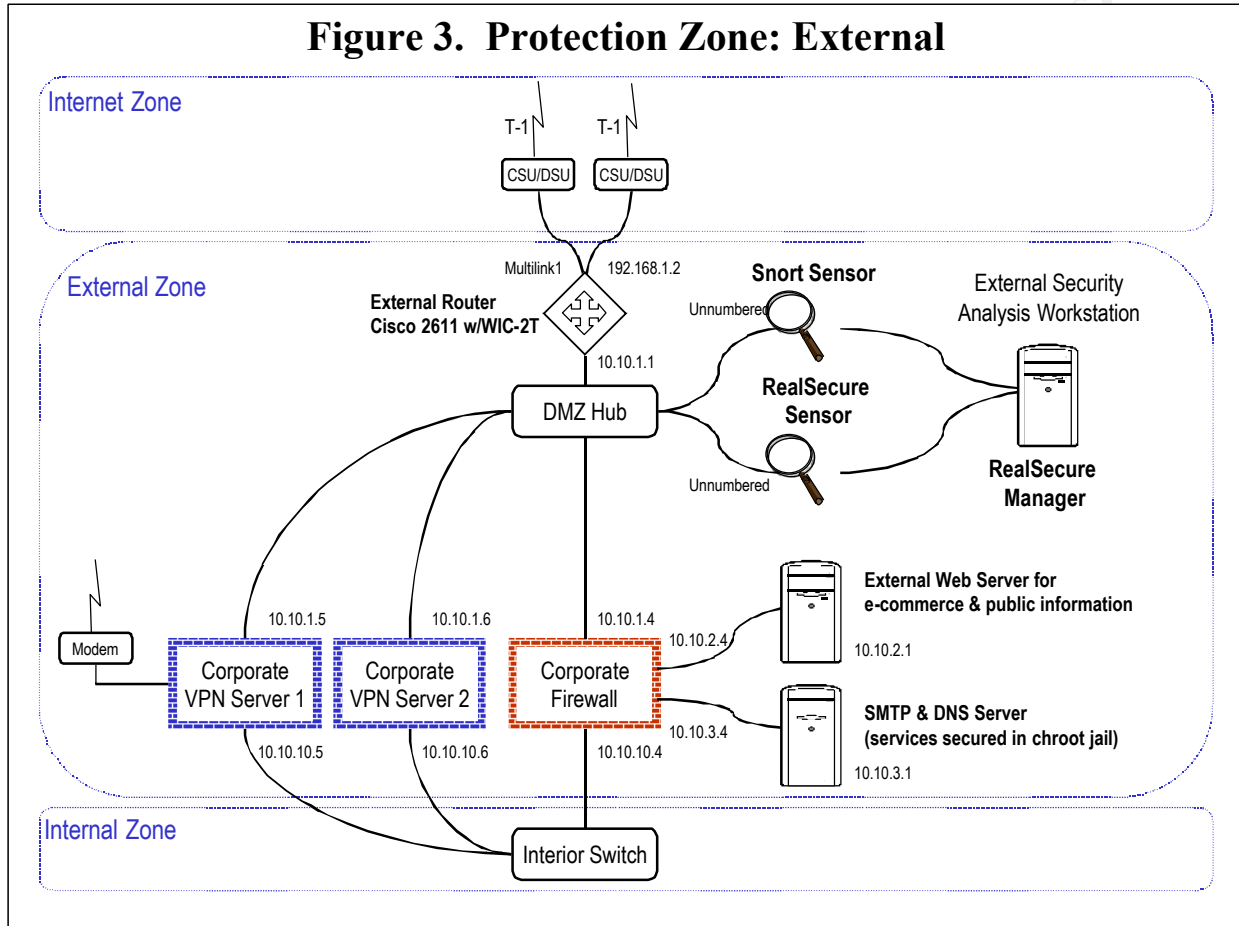 Figure 3. Protection Zone: External
Internet Zone
T-1
T-1
CSU/DSU
CSU/DSU
External Zone
Multilink1
192.168.1.2
External Router
Cisco 2611 w/WIC-2T
10.10.1.1
Snort Sensor
Unnumbered
External Security
Analysis Workstation
DMZ Hub
RealSecure
Sensor
Unnumbered
RealSecure
Manager
Modem
10.10.1.5
10.10.1.6
10.10.1.4
10.10.2.4
External Web Server for
e-commerce & public information
10.10.2.1
Corporate
VPN Server 1
Corporate
VPN Server 2
Corporate
Firewall
10.10.3.4
SMTP & DNS Server
(services secured in chroot jail)
10.10.3.1
10.10.10.5
10.10.10.6
10.10.10.4
Internal Zone
Interior Switch